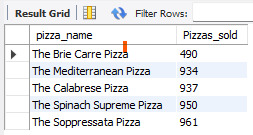 Result Grid Filter Rows:
pizza_name Pizzas_sold
The Brie Carre Pizza 490
The Mediterranean Pizza 934
The Calabrese Pizza 937
The Spinach Supreme Pizza 950
The Soppressata Pizza 961